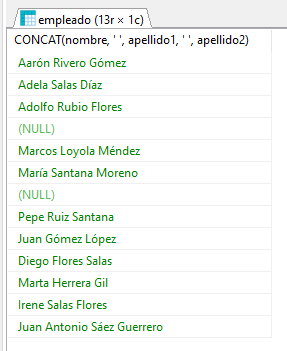 empleado (13r × 1c)
CONCAT(nombre, ' ', apellido1, ' ', apellido2)
Aarón Rivero Gómez
Adela Salas Díaz
Adolfo Rubio Flores
(NULL)
Marcos Loyola Méndez
María Santana Moreno
(NULL)
Pepe Ruiz Santana
Juan Gómez López
Diego Flores Salas
Marta Herrera Gil
Irene Salas Flores
Juan Antonio Sáez Guerrero